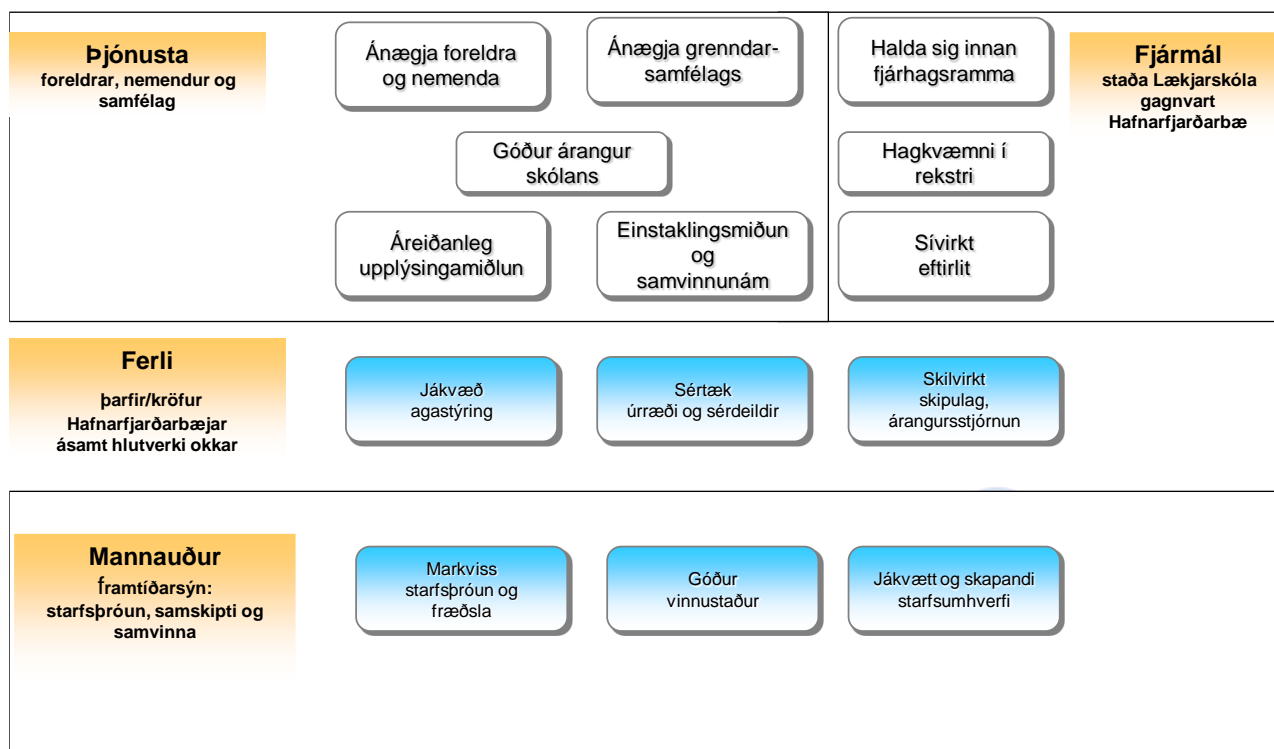 Þjónusta
foreldrar, nemendur og
samfélag
Ánægja foreldra
og nemenda
Ánægja grenndar-
samfélags
Góður árangur
skólans
Áreiðanleg
upplýsingamiðlun
Einstaklingsmiðun
og
samvinnunám
Halda sig innan
fjárhagsramma
Hagkvæmni í
rekstri
Sívirkt
eftirlit
Fjármál
staða Lækjarskóla
gagnvart
Hafnarfjarðarbæ
Ferli
þarfir/kröfur
Hafnarfjarðarbæjar
ásamt hlutverki okkar
Jákvæð
agastýring
Sértæk
úrræði og sérdeildir
Skilvirkt
skipulag,
árangursstjórnun
Mannauður
framtíðarsýn:
starfsþróun, samskipti og
samvinna
Markviss
starfsþróun og
fræðsla
Góður
vinnustaður
Jákvætt og skapandi
starfsumhverfi